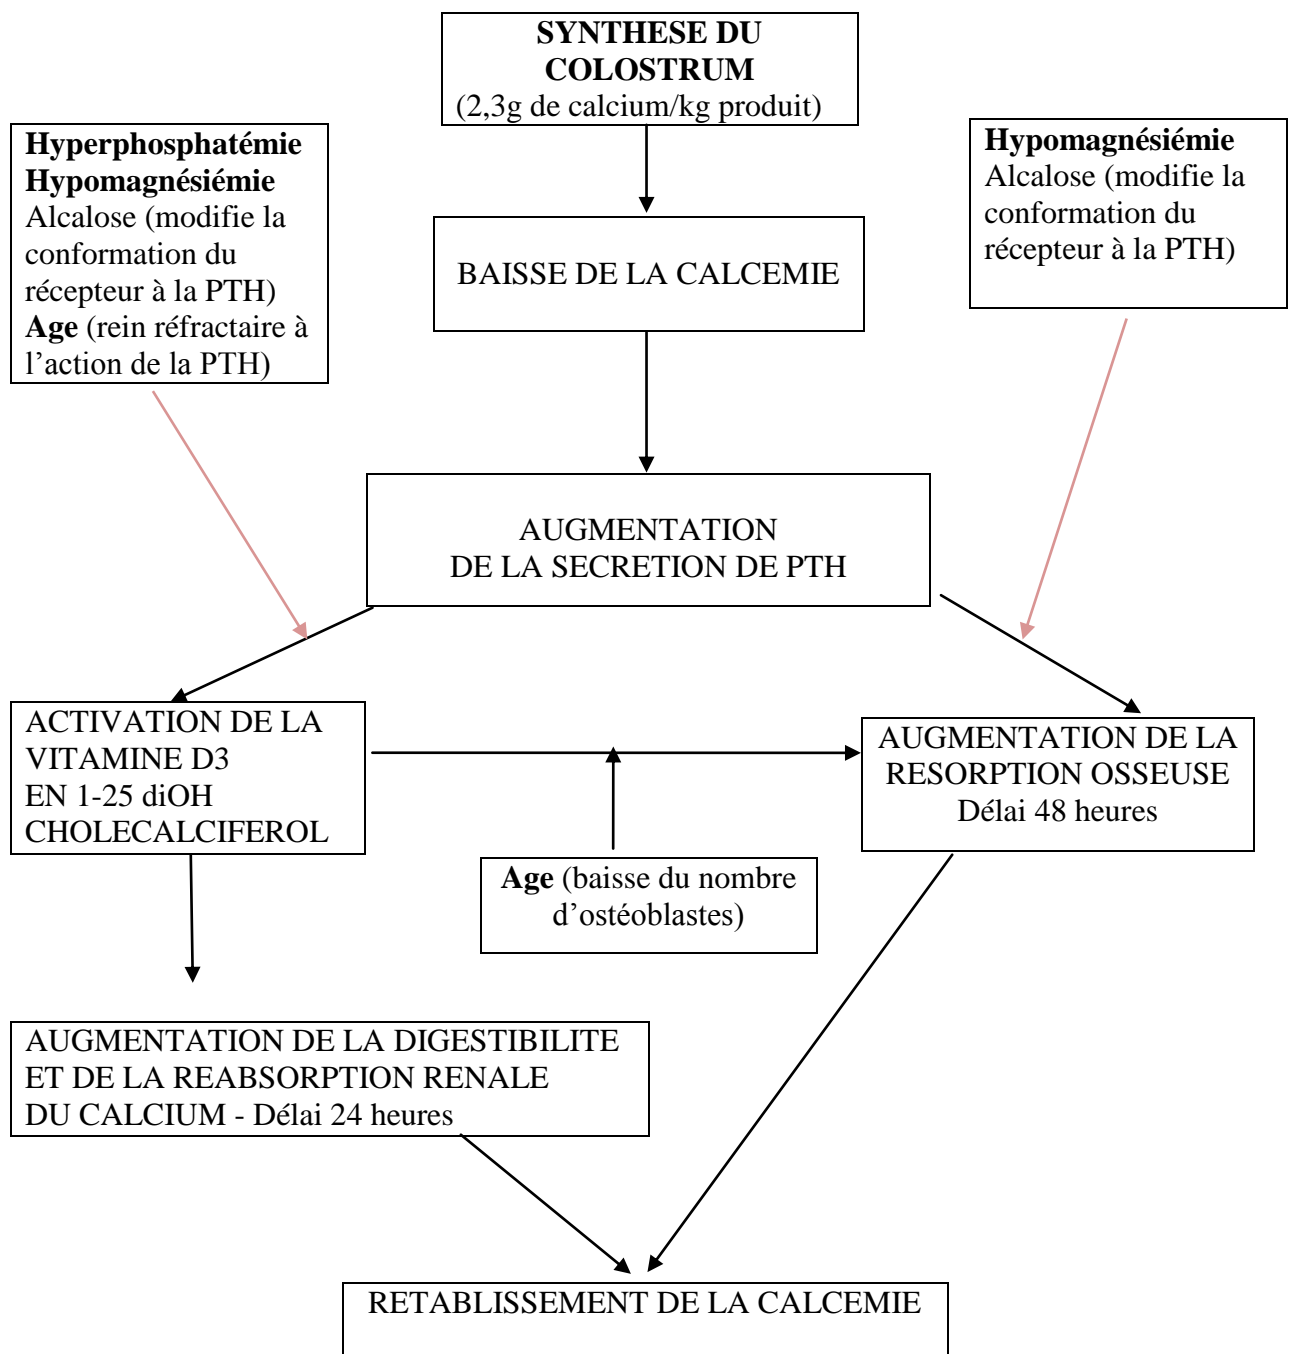 SYNTHESE DU
COLOSTRUM
(2,3g de calcium/kg produit)
Hyperphosphatémie
Hypomagnésiémie
Alcalose (modifie la
conformation du
récepteur à la PTH)
Age (rein réfractaire à
l’action de la PTH)
Hypomagnésiémie
Alcalose (modifie la
conformation du
récepteur à la PTH)
BAISSE DE LA CALCEMIE
AUGMENTATION
DE LA SECRETION DE PTH
ACTIVATION DE LA
VITAMINE D3
EN 1-25 diOH
CHOLECALCIFEROL
AUGMENTATION DE LA
RESORPTION OSSEUSE
Délai 48 heures
Age (baisse du nombre
d’ostéoblastes)
AUGMENTATION DE LA DIGESTIBILITE
ET DE LA REABSORPTION RENALE
DU CALCIUM - Délai 24 heures
RETABLISSEMENT DE LA CALCEMIE